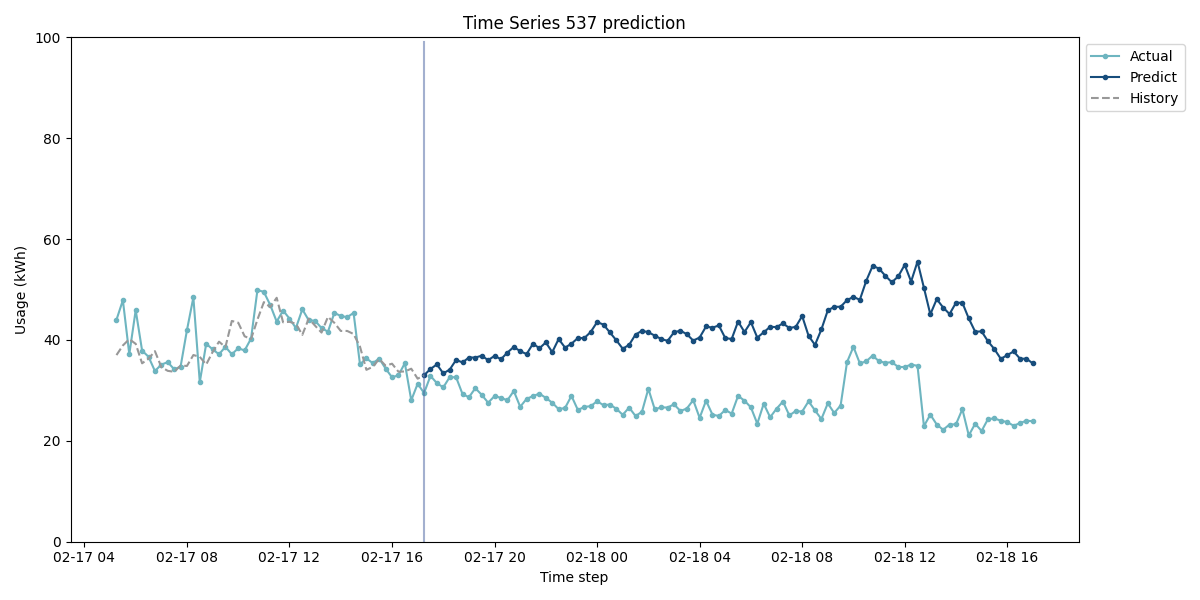 Time Series 537 prediction
Actual
Predict
History
Usage (kWh)
100
80
60
40
20
0
02-17 04
02-17 08
02-17 12
02-17 16
02-17 20
02-18 00
02-18 04
02-18 08
02-18 12
02-18 16
Time step